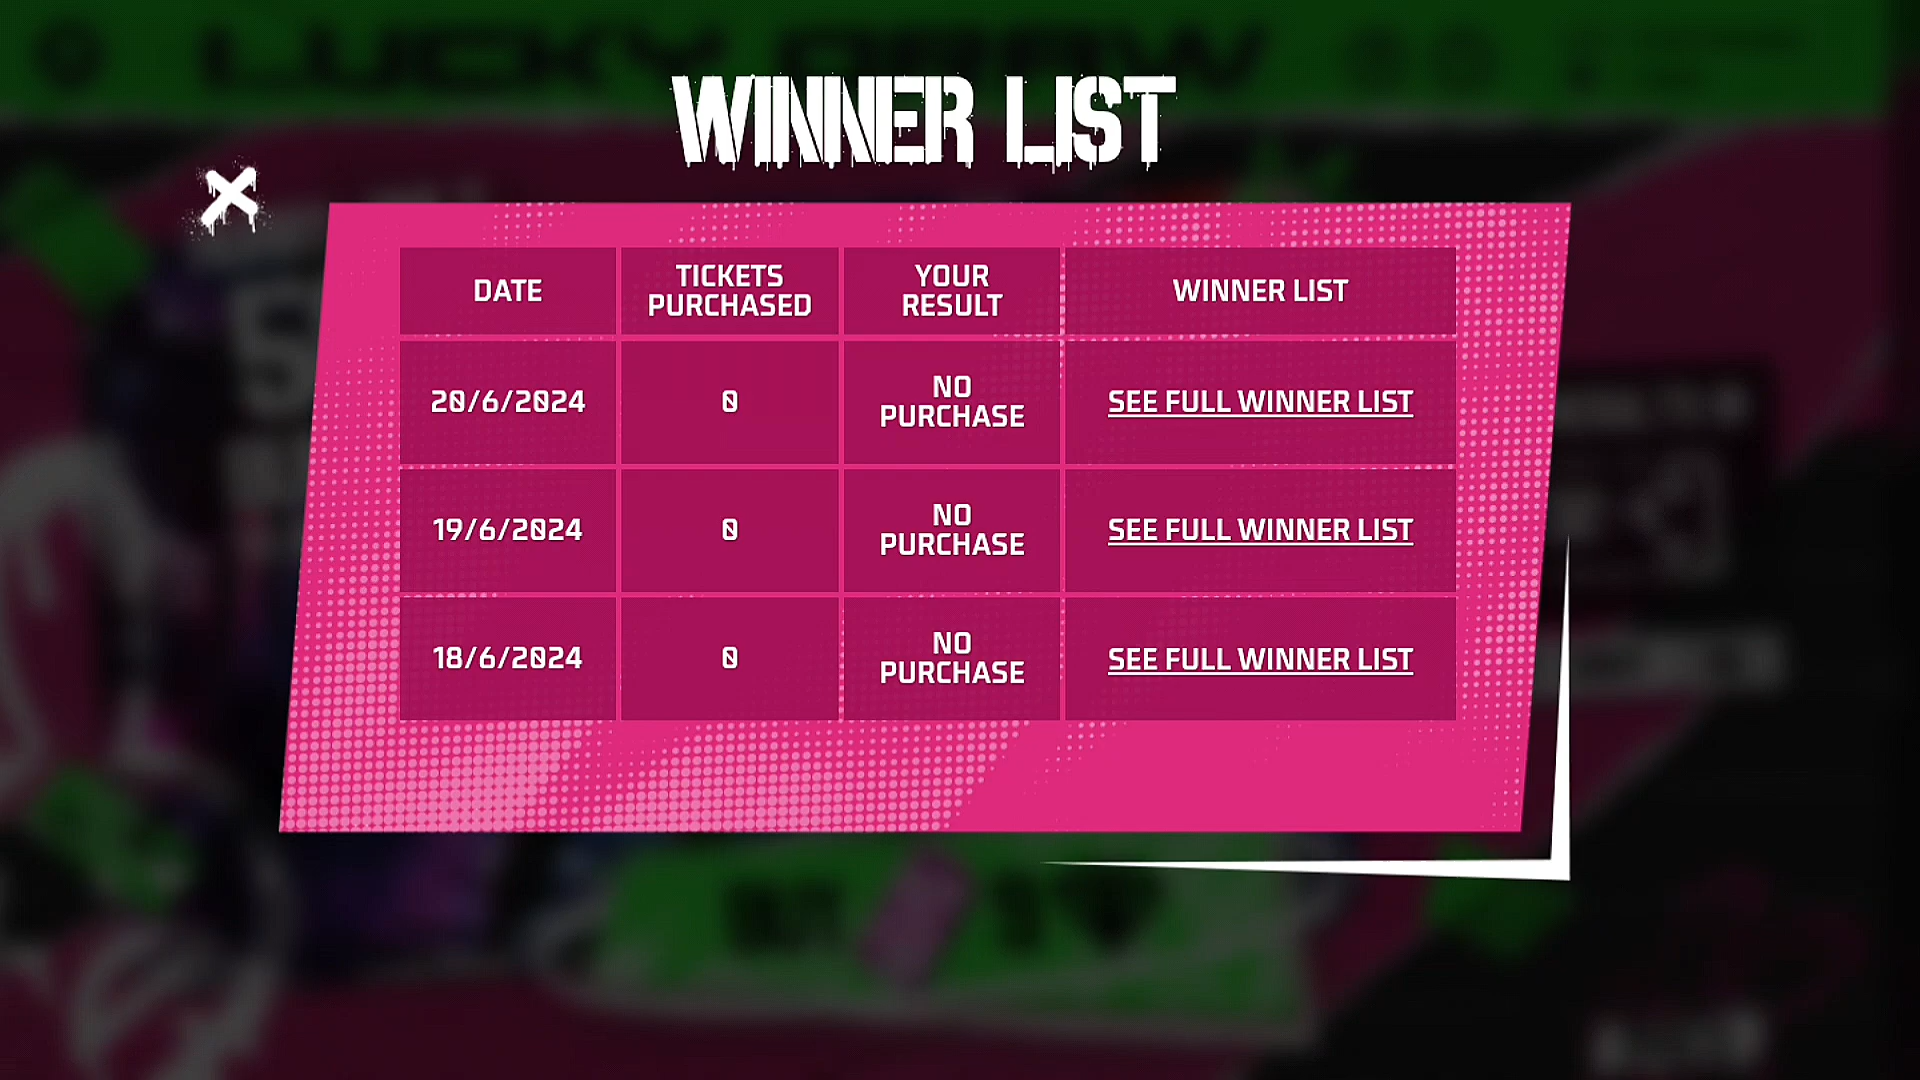 LUCKY DRAW
WINNER LIST
DATE
TICKETS
PURCHASED
YOUR
RESULT
WINNER LIST
20/6/2024
0
NO
PURCHASE
SEE FULL WINNER LIST
19/6/2024
0
NO
PURCHASE
SEE FULL WINNER LIST
18/6/2024
0
NO
PURCHASE
SEE FULL WINNER LIST